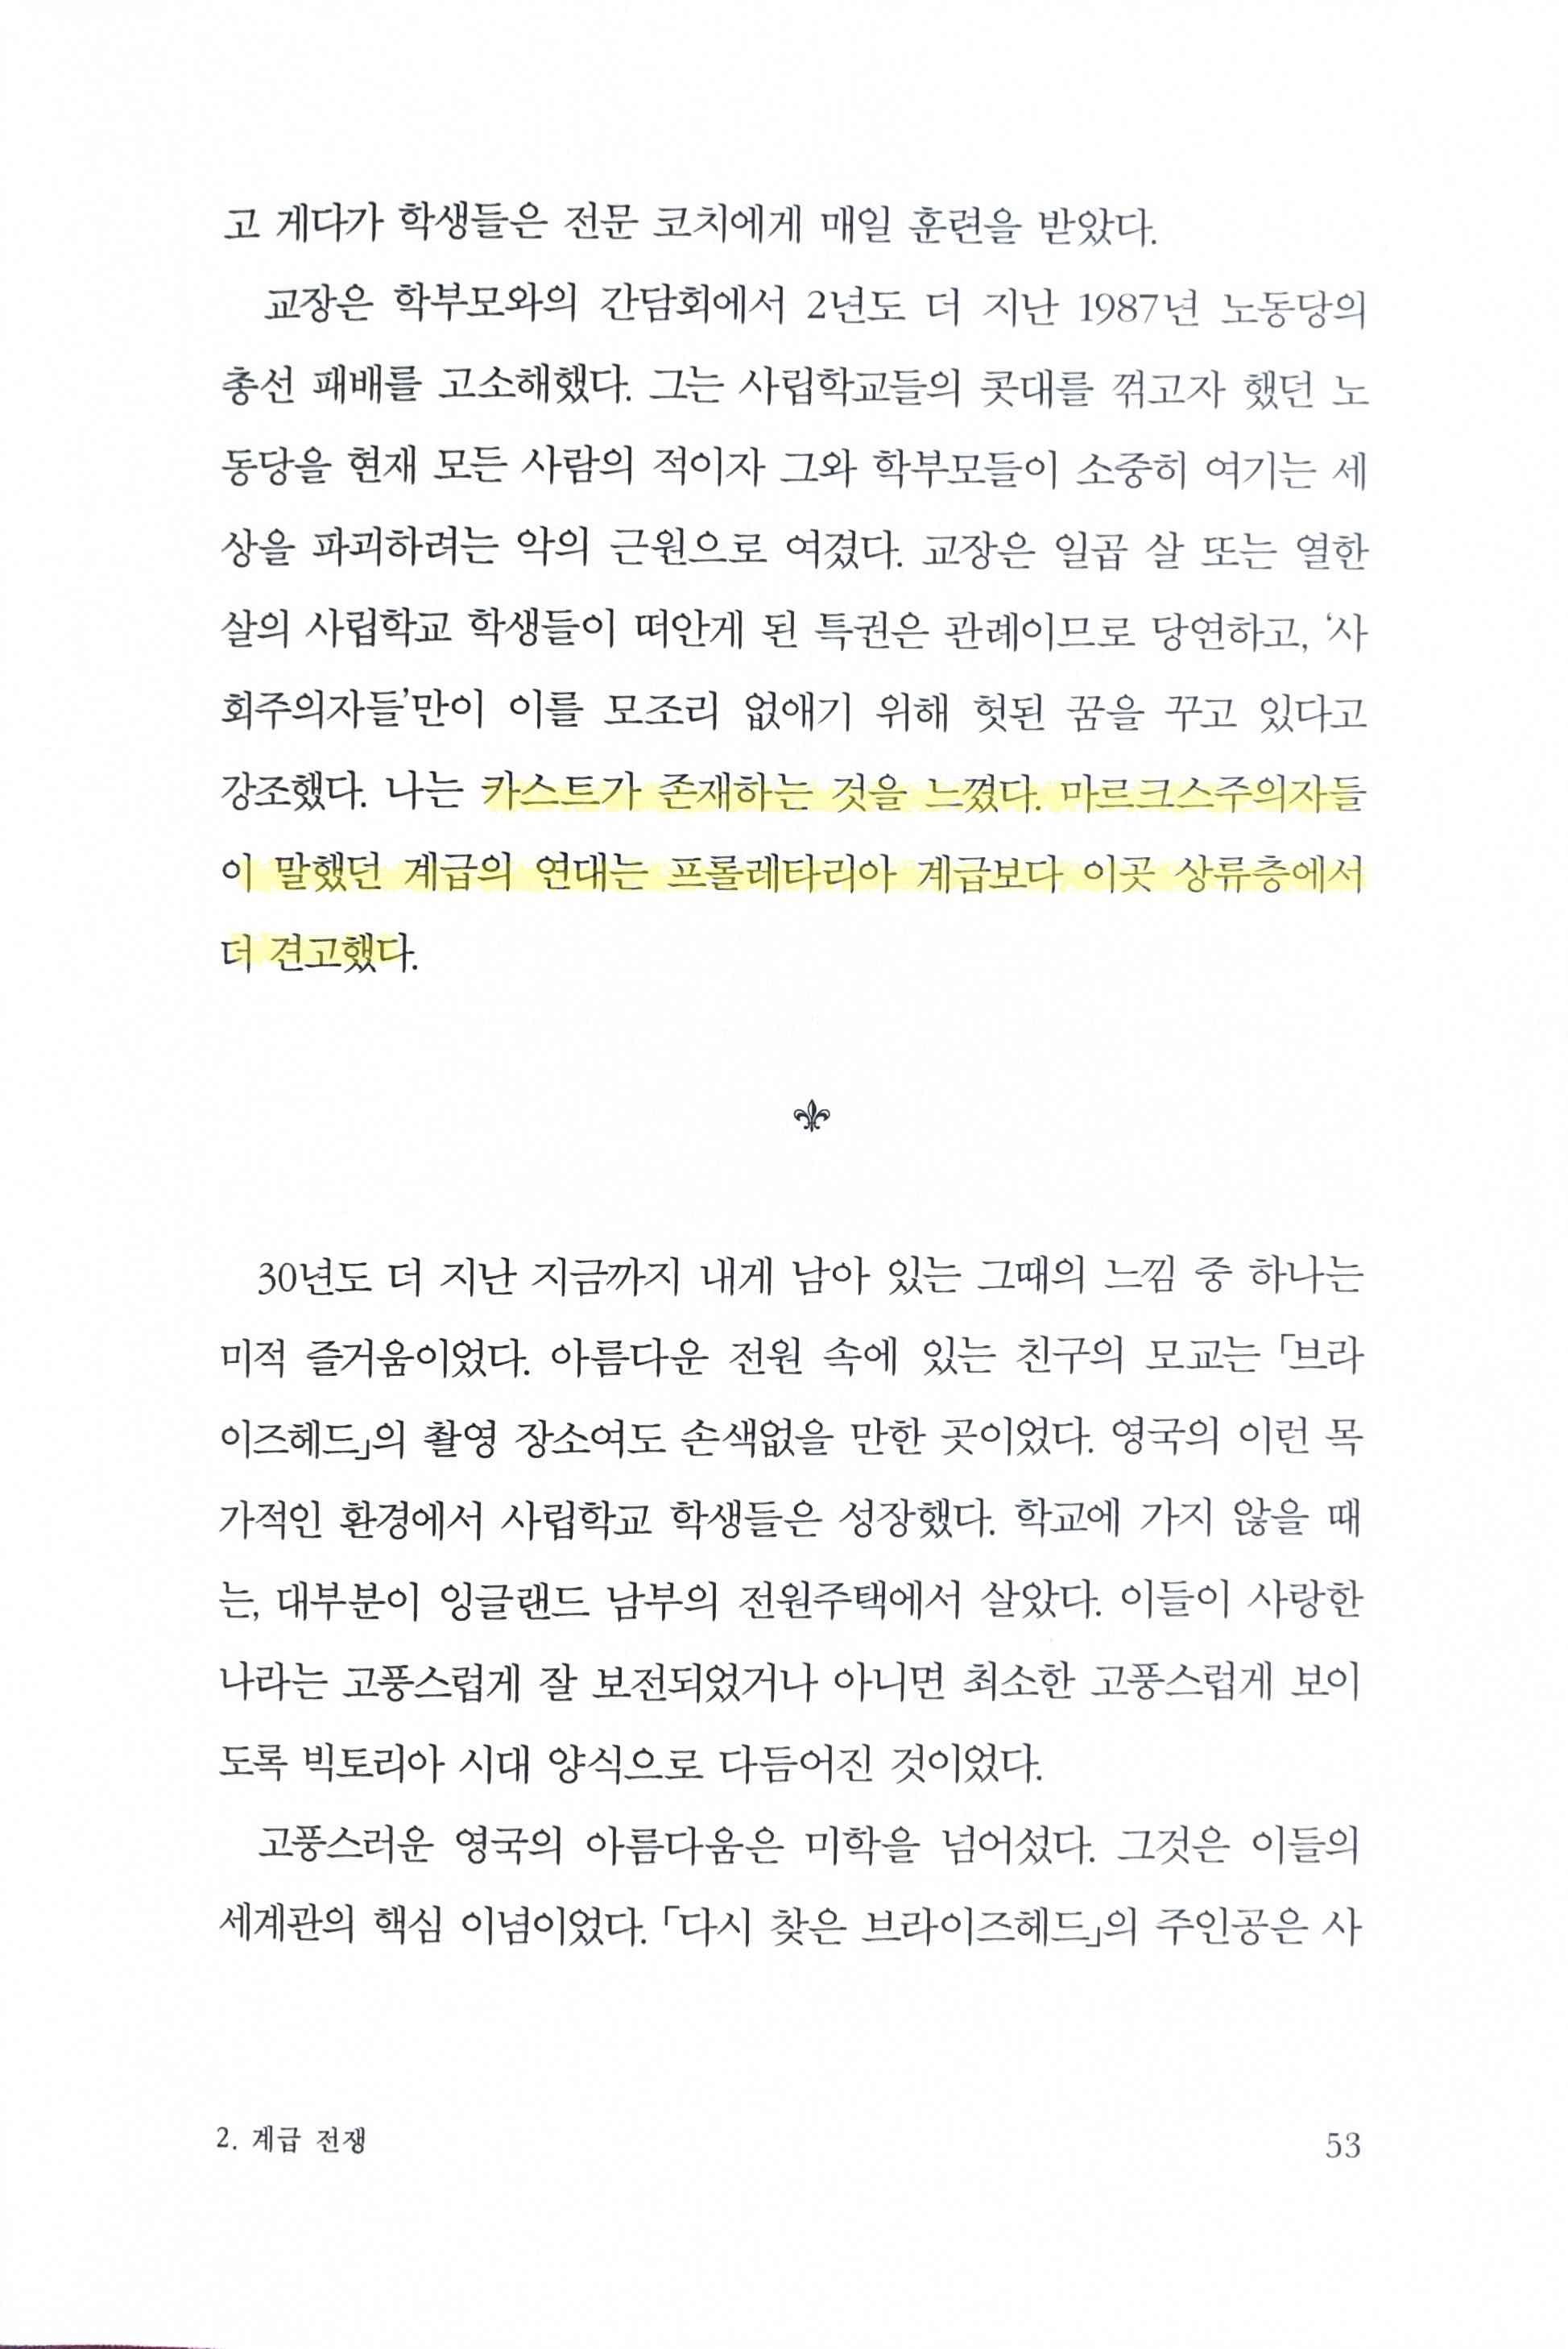 고 게다가 학생들은 전문 코치에게 매일 훈련을 받았다.
교장은 학부모와의 간담회에서 2년도 더 지난 1987년 노동당의
총선 패배를 고소해했다. 그는 사립학교들의 콧대를 꺾고자 했던 노
동당을 현재 모든 사람의 적이자 그와 학부모들이 소중히 여기는 세
상을 파괴하려는 악의 근원으로 여겼다. 교장은 일곱 살 또는 열한
살의 사립학교 학생들이 떠안게 된 특권은 관례이므로 당연하고, ‘사
회주의자들’만이 이를 모조리 없애기 위해 헛된 꿈을 꾸고 있다고
강조했다. 나는 카스트가 존재하는 것을 느꼈다. 마르크스주의자들
이 말했던 계급의 연대는 프롤레타리아 계급보다 이곳 상류층에서
더 견고했다.
30년도 더 지난 지금까지 내게 남아 있는 그때의 느낌 중 하나는
미적 즐거움이었다. 아름다운 전원 속에 있는 친구의 모교는 「브라
이즈헤드」의 촬영 장소여도 손색없을 만한 곳이었다. 영국의 이런 목
가적인 환경에서 사립학교 학생들은 성장했다. 학교에 가지 않을 때
는, 대부분이 잉글랜드 남부의 전원주택에서 살았다. 이들이 사랑한
나라는 고풍스럽게 잘 보전되었거나 아니면 최소한 고풍스럽게 보이
도록 빅토리아 시대 양식으로 다듬어진 것이었다.
고풍스러운 영국의 아름다움은 미학을 넘어섰다. 그것은 이들의
세계관의 핵심 이념이었다. 「다시 찾은 브라이즈헤드」의 주인공은 사
2. 계급 전쟁
53